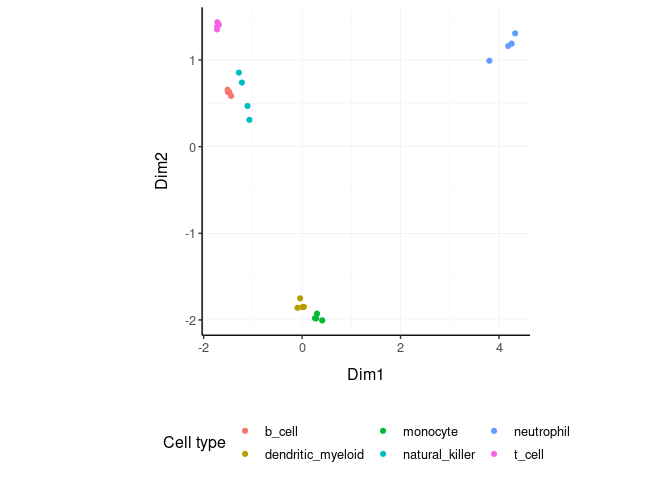 1
0
-1
-2
Dim2
-2 0 2 4
Dim1
Cell type
b_cell monocyte neutrophil
dendritic_myeloid natural_killer t_cell